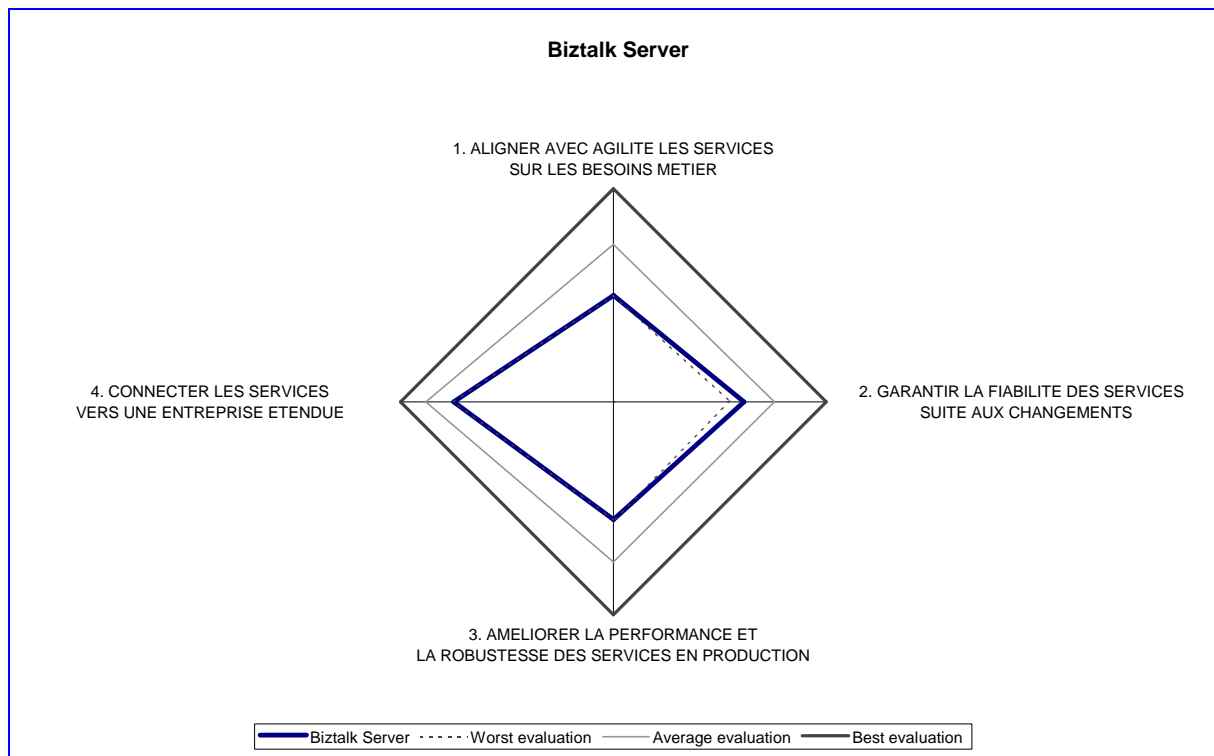 Biztalk Server
1. ALIGNER AVEC AGILITE LES SERVICES
SUR LES BESOINS METIER
2. GARANTIR LA FIABILITE DES SERVICES
SUITE AUX CHANGEMENTS
4. CONNECTER LES SERVICES
VERS UNE ENTREPRISE ETENDUE
3. AMELIORER LA PERFORMANCE ET
LA ROBUSTESSE DES SERVICES EN PRODUCTION
Biztalk Server Worst evaluation Average evaluation Best evaluation